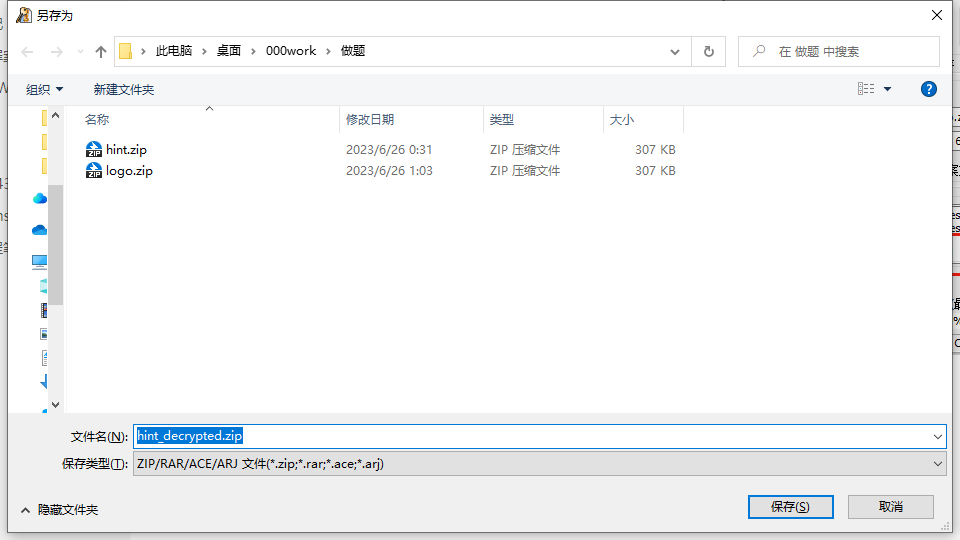 另存为
此电脑 › 桌面 › 000work › 做题
在 做题 中搜索
组织 新建文件夹
名称 修改日期 类型 大小
hint.zip 2023/6/26 0:31 ZIP 压缩文件 307 KB
logo.zip 2023/6/26 1:03 ZIP 压缩文件 307 KB
文件名(N): hint_decrypted.zip
保存类型(T): ZIP/RAR/ACE/ARJ 文件(*.zip;*.rar;*.ace;*.arj)
隐藏文件夹 保存(S) 取消